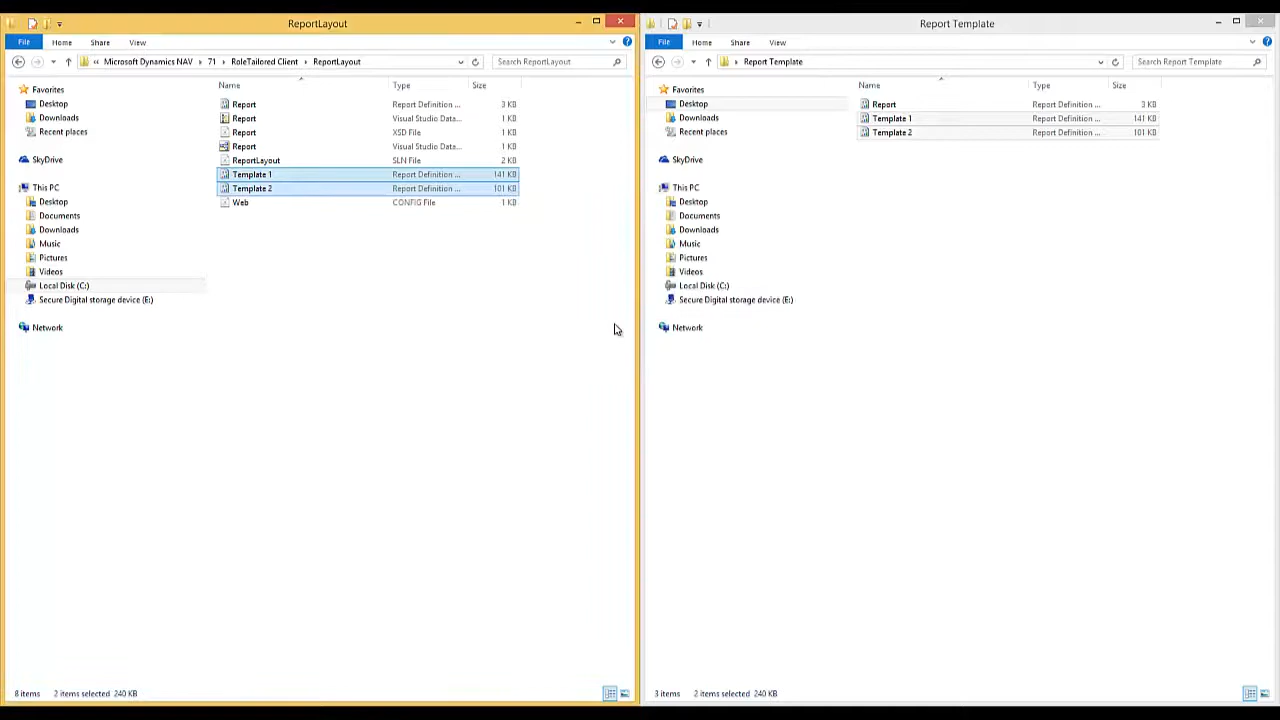 ReportLayout
File Home Share View
« Microsoft Dynamics NAV 71 RoleTailored Client ReportLayout Search ReportLayout
Favorites
Desktop
Downloads
Recent places
SkyDrive
This PC
Desktop
Documents
Downloads
Music
Pictures
Videos
Local Disk (C:)
Secure Digital storage device (E:)
Network
Name Type Size
Report Report Definition ... 3 KB
Report Visual Studio Data... 1 KB
Report XSD File 1 KB
Report Visual Studio Data... 1 KB
ReportLayout SLN File 2 KB
Template 1 Report Definition ... 141 KB
Template 2 Report Definition ... 101 KB
Web CONFIG File 1 KB
8 items 2 items selected 240 KB
Report Template
File Home Share View
Report Template Search Report Template
Favorites
Desktop
Downloads
Recent places
SkyDrive
This PC
Desktop
Documents
Downloads
Music
Pictures
Videos
Local Disk (C:)
Secure Digital storage device (E:)
Network
Name Type Size
Report Report Definition ... 3 KB
Template 1 Report Definition ... 141 KB
Template 2 Report Definition ... 101 KB
3 items 2 items selected 240 KB